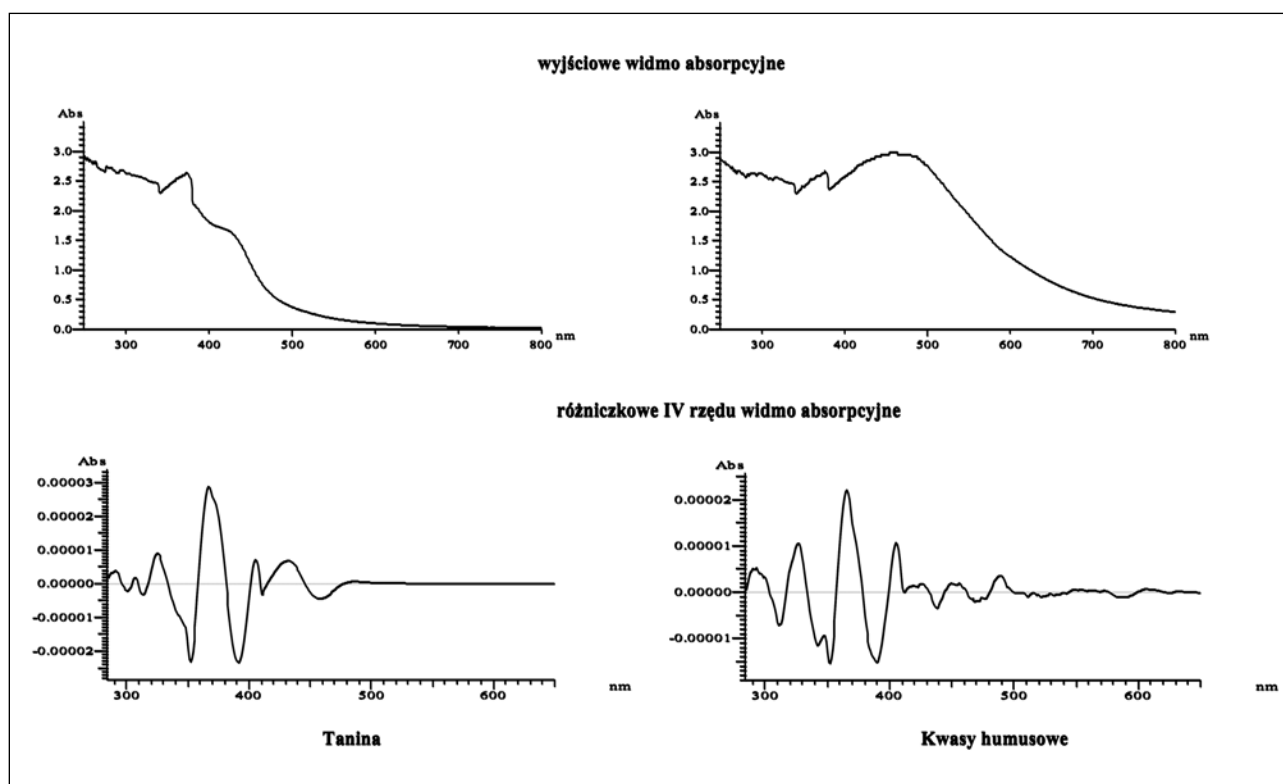 wyjściowe widmo absorpcyjne
Abs
3.0
2.5
2.0
1.5
1.0
0.5
0.0
300 400 500 600 700 800 nm
Abs
3.0
2.5
2.0
1.5
1.0
0.5
0.0
300 400 500 600 700 800 nm
różniczkowe IV rzędu widmo absorpcyjne
Abs
0.00003
0.00002
0.00001
0.00000
-0.00001
-0.00002
300 400 500 600 nm
Tanina
Abs
0.00002
0.00001
0.00000
-0.00001
300 400 500 600 nm
Kwasy humusowe